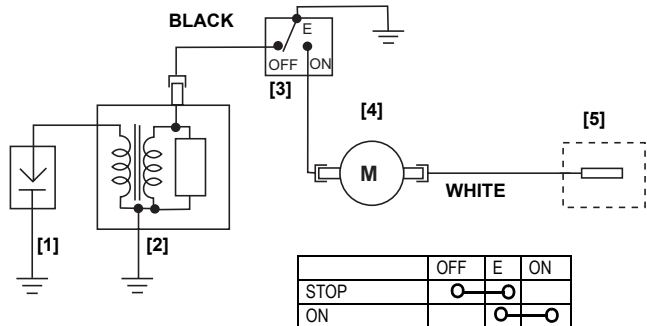 BLACK
E
OFF ON
[3]
[4]
[5]
M
WHITE
[1]
[2]
OFF E ON
STOP
ON